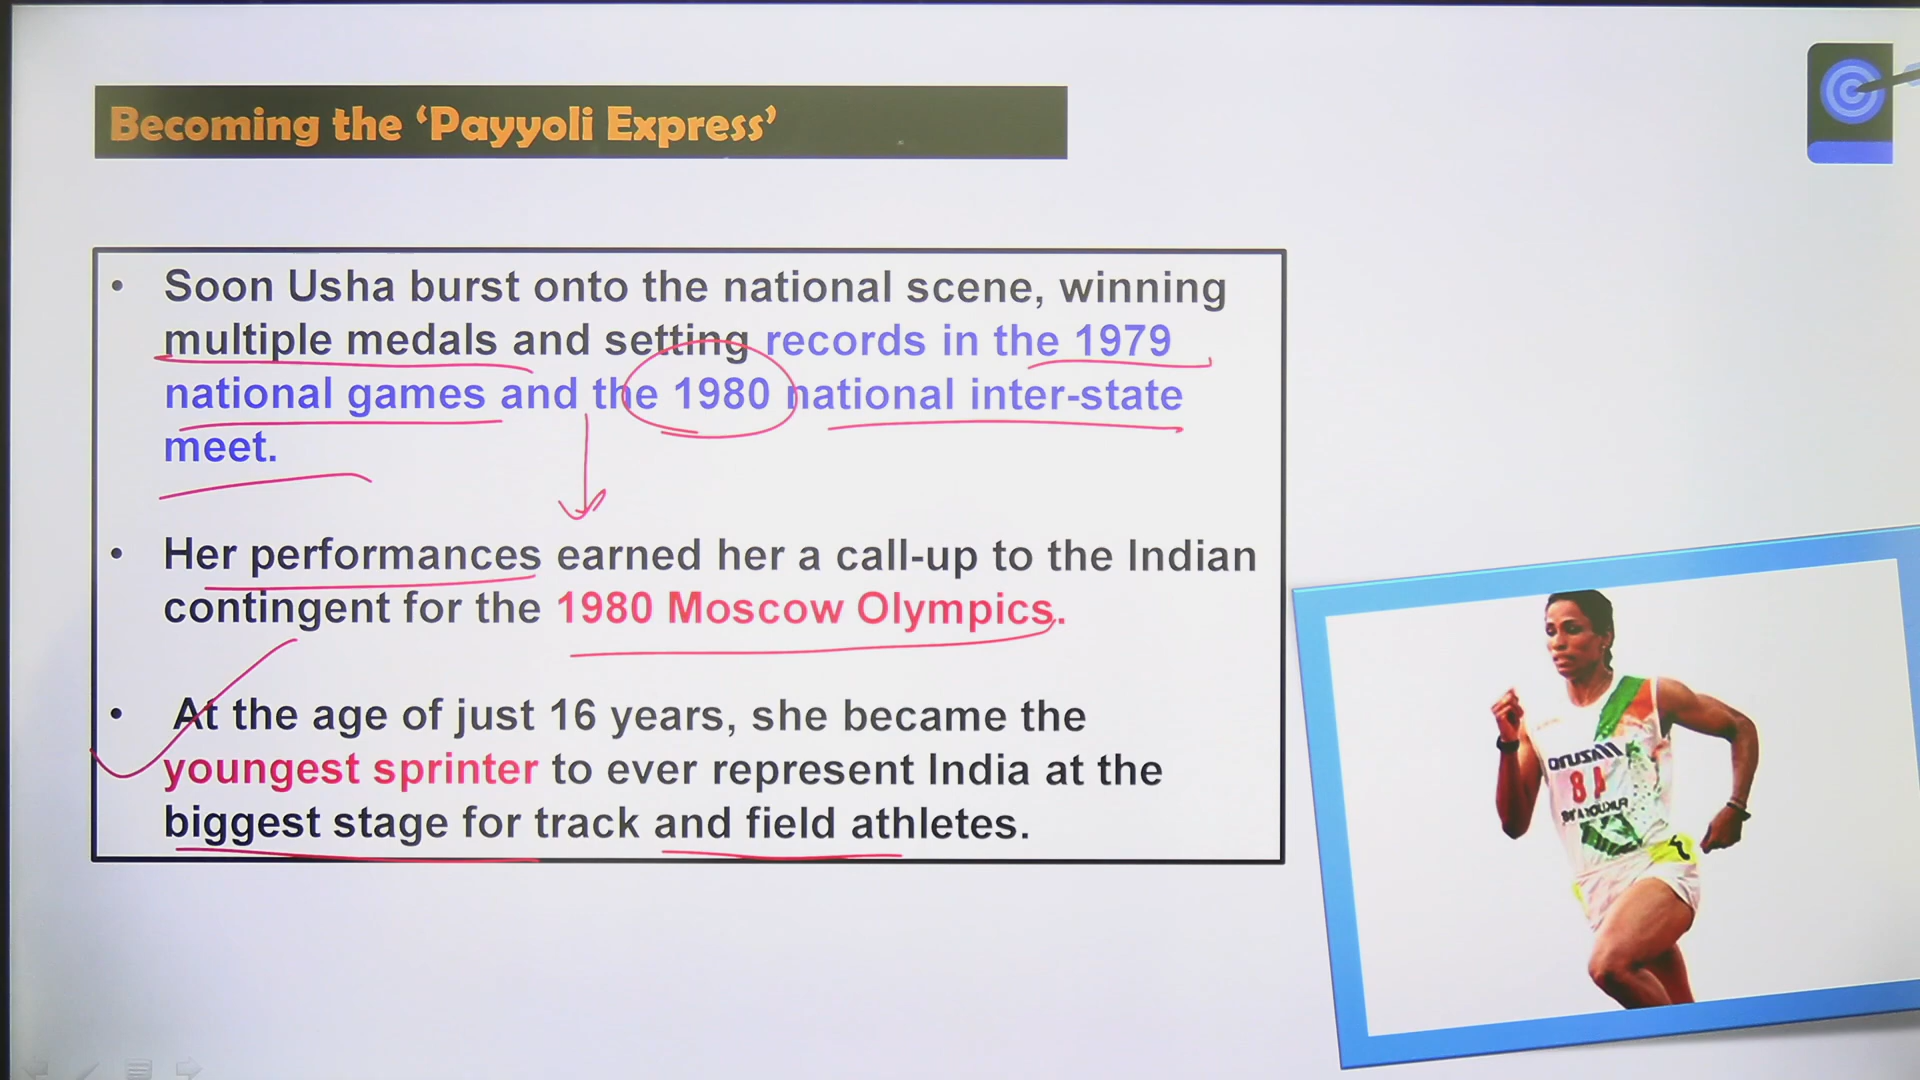 Becoming the ‘Payyoli Express’
• Soon Usha burst onto the national scene, winning
multiple medals and setting records in the 1979
national games and the 1980 national inter-state
meet.
• Her performances earned her a call-up to the Indian
contingent for the 1980 Moscow Olympics.
• At the age of just 16 years, she became the
youngest sprinter to ever represent India at the
biggest stage for track and field athletes.